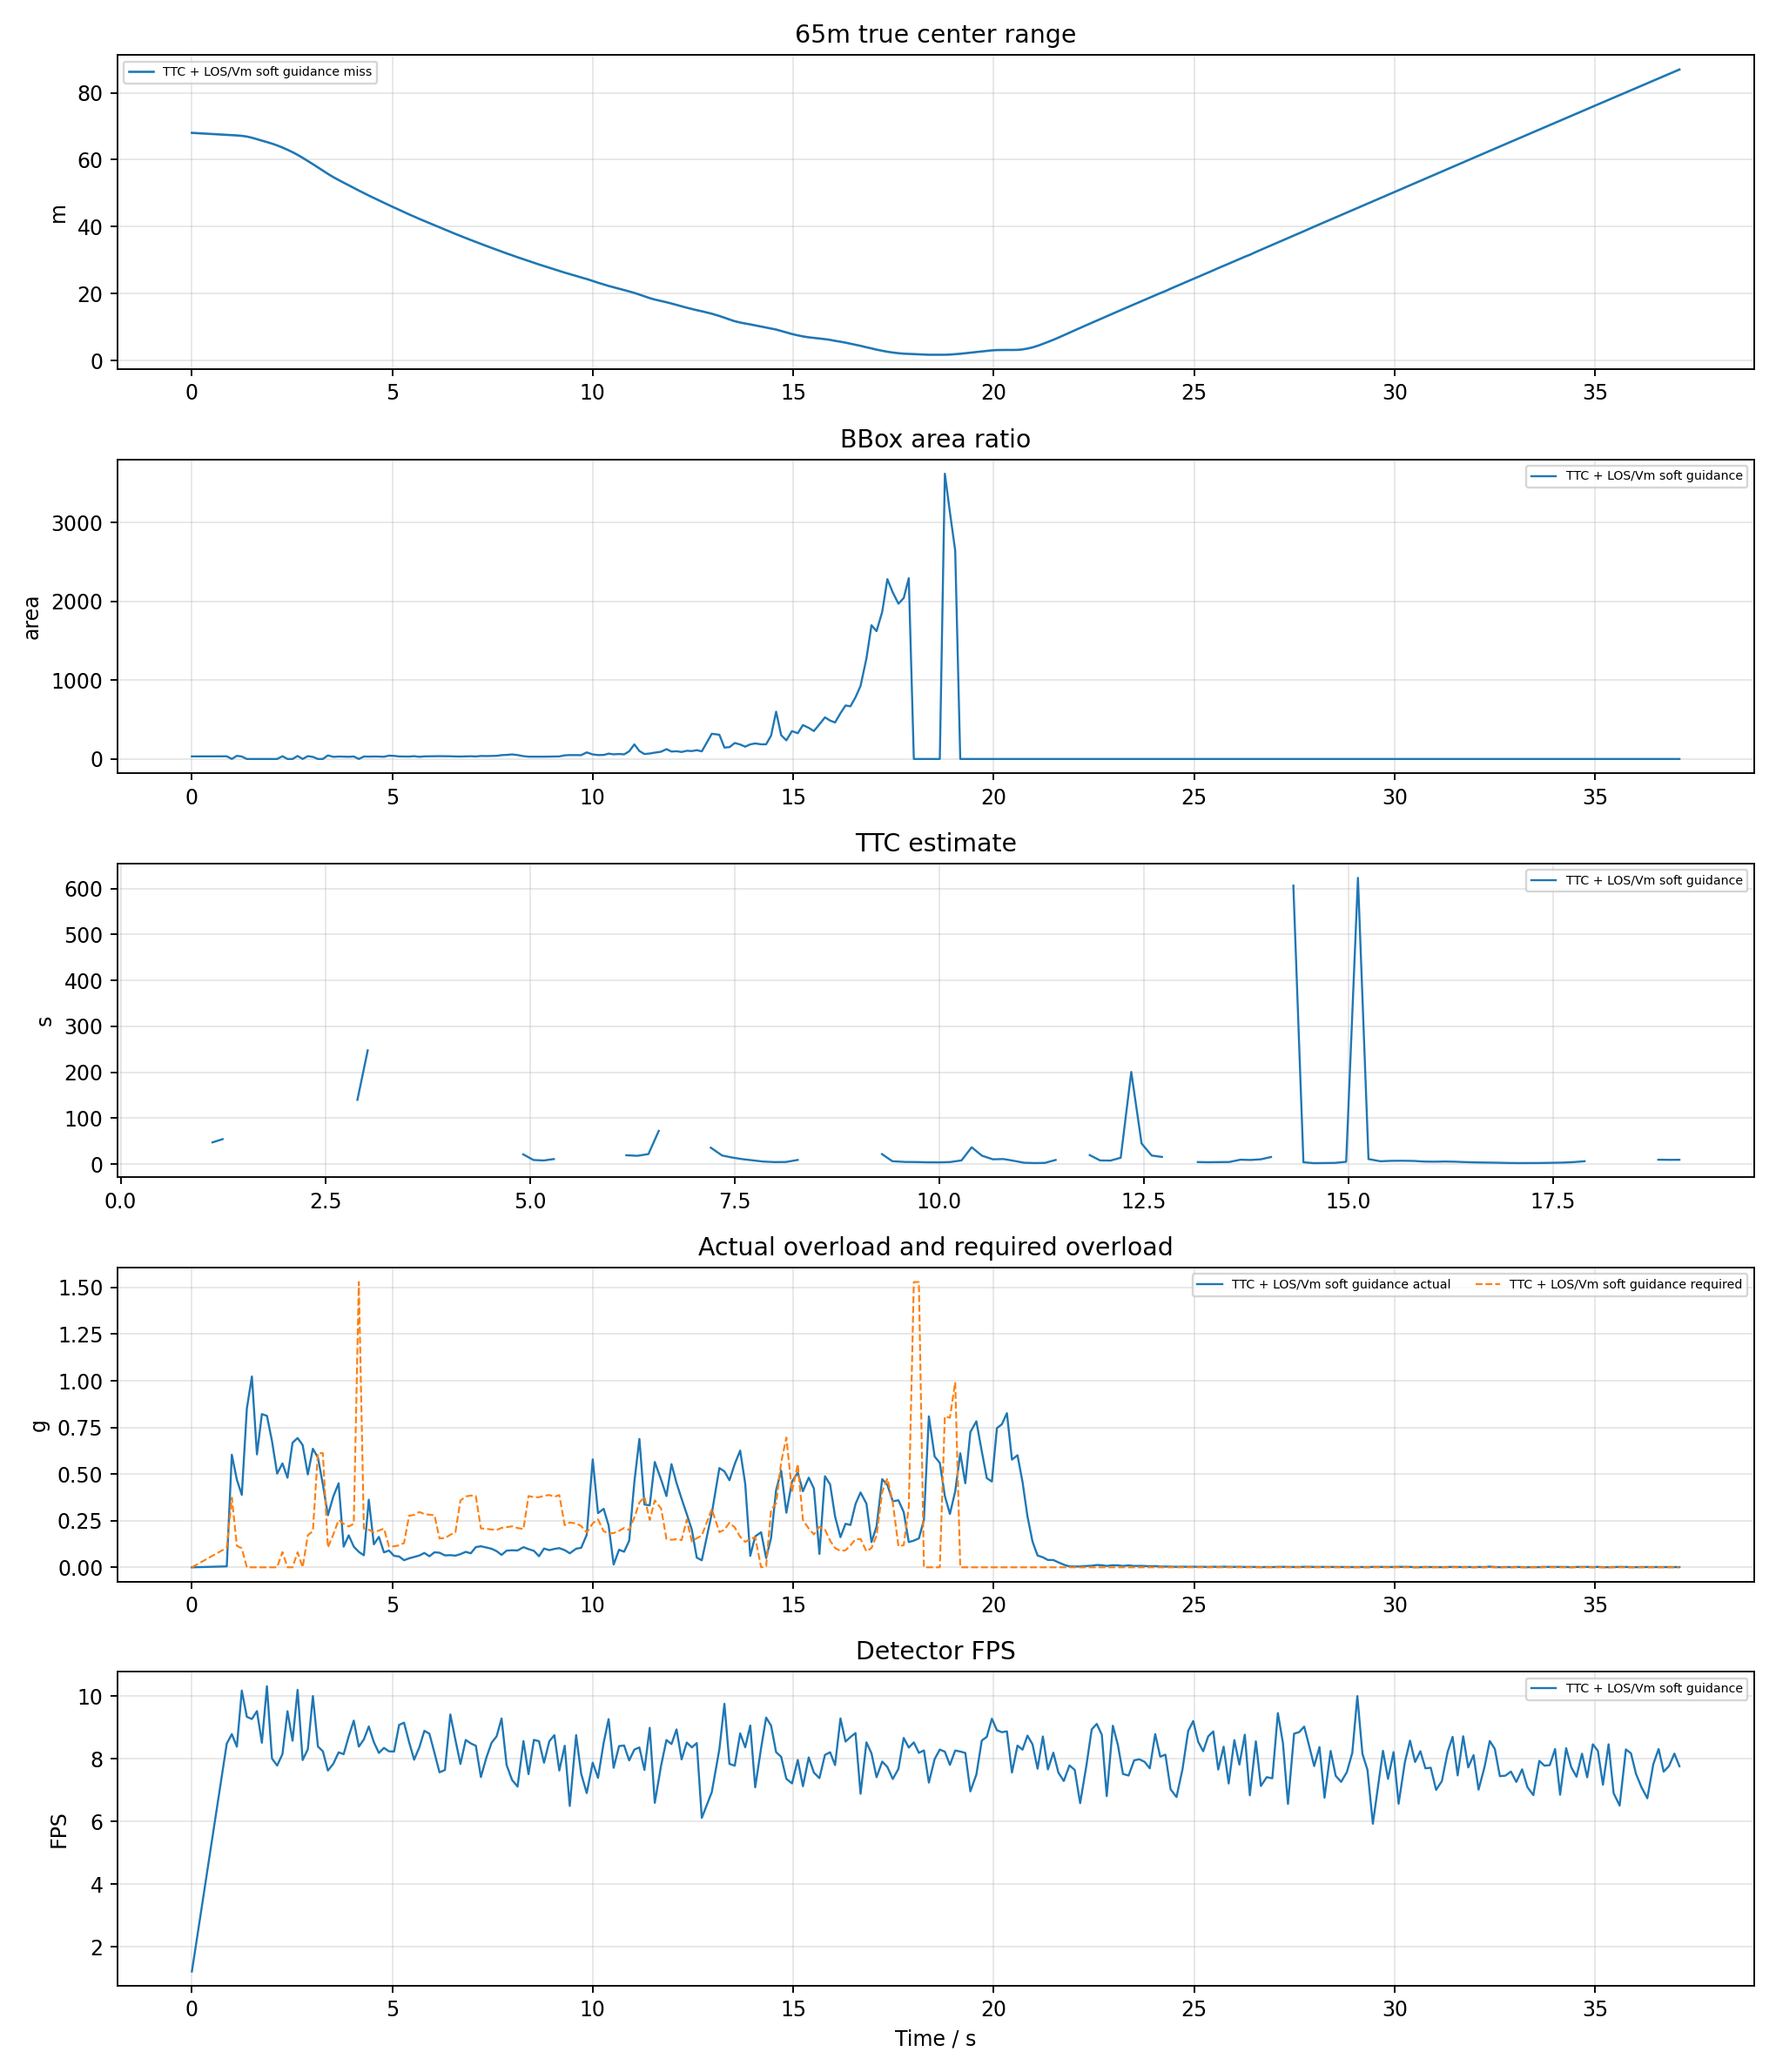 65m true center range
TTC + LOS/Vm soft guidance miss
m
80
60
40
20
0
0 5 10 15 20 25 30 35
BBox area ratio
TTC + LOS/Vm soft guidance
area
3000
2000
1000
0
0 5 10 15 20 25 30 35
TTC estimate
TTC + LOS/Vm soft guidance
s
600
500
400
300
200
100
0
0.0 2.5 5.0 7.5 10.0 12.5 15.0 17.5
Actual overload and required overload
TTC + LOS/Vm soft guidance actual TTC + LOS/Vm soft guidance required
g
1.50
1.25
1.00
0.75
0.50
0.25
0.00
0 5 10 15 20 25 30 35
Detector FPS
TTC + LOS/Vm soft guidance
FPS
10
8
6
4
2
0 5 10 15 20 25 30 35
Time / s